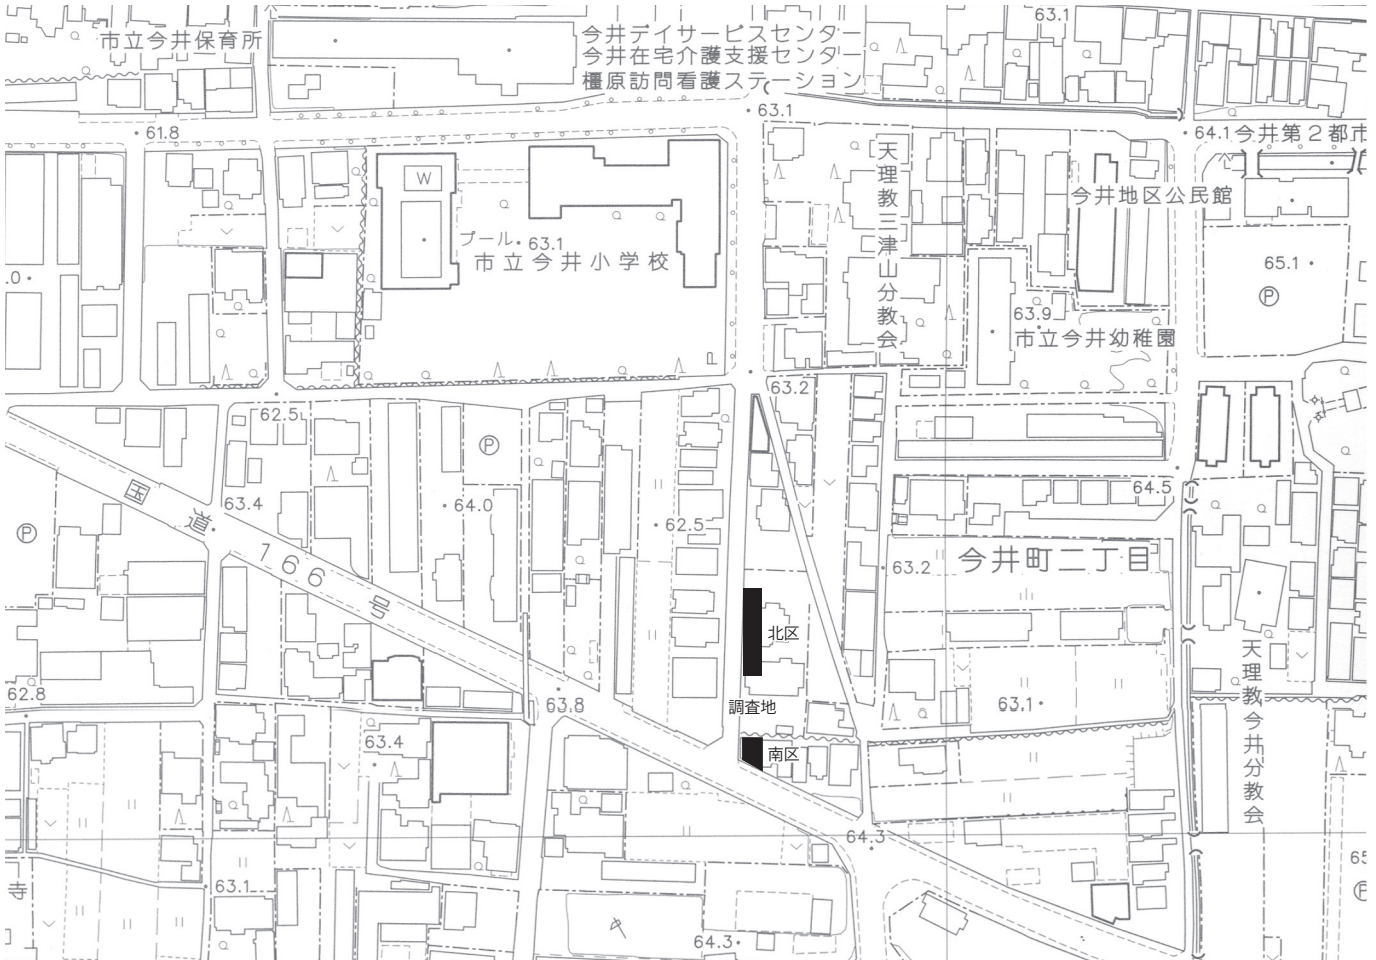 63.1
市立今井保育所
今井デイサービスセンター
今井在宅介護支援センター
橿原訪問看護ステーション
63.1
61.8
64.1
今井第2都市
天理教三津山分教会
W
今井地区公民館
プール
63.1
市立今井小学校
65.1
.0
P
63.9
市立今井幼稚園
P
63.2
62.5
P
64.5
63.4
64.0
62.5
P
国道166号
63.2
今井町二丁目
北区
天理教今井分教会
62.8
63.8
調査地
63.1
63.4
南区
64.3
63.1
65
P
寺
64.3